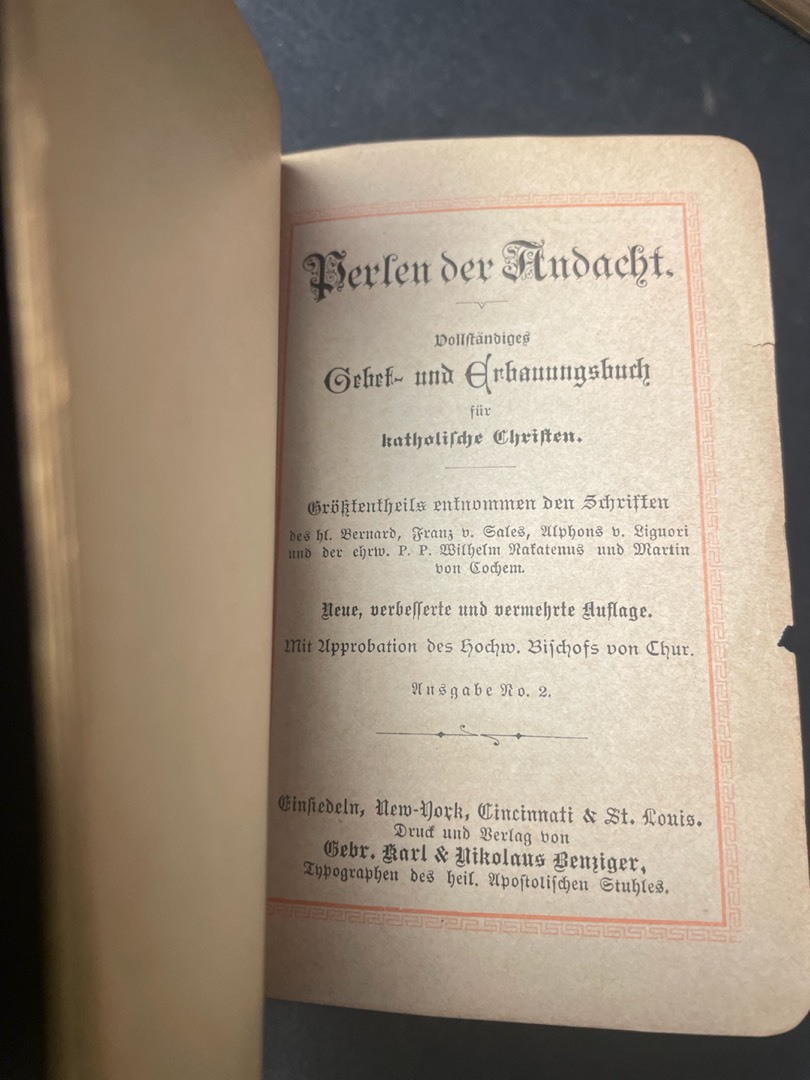 Perlen der Andacht.
Vollständiges
Gebet- und Erbauungsbuch
für
katholische Christen.
Größtentheils entnommen den Schriften
des hl. Bernard, Franz v. Sales, Alphons v. Liguori
und der ehrw. P. P. Wilhelm Nakatenus und Martin
von Cochem.
Neue, verbesserte und vermehrte Auflage.
Mit Approbation des Hochw. Bischofs von Chur.
Ausgabe No. 2.
Einsiedeln, New-York, Cincinnati & St. Louis.
Druck und Verlag von
Gebr. Karl & Nikolaus Benziger,
Typographen des heil. Apostolischen Stuhles.